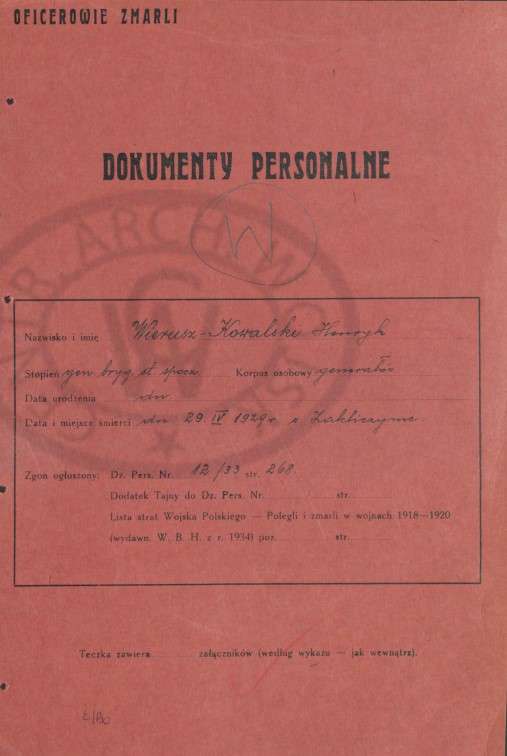 OFICEROWIE ZMARLI
DOKUMENTY PERSONALNE
W
Nazwisko i imię Wierusz-Kowalski Henryk
Stopień gen bryg st spocz Korpus osobowy generałów
Data urodzenia dn
Data i miejsce śmierci dn 29 IV 1929 r w Zakliczynie
Zgon ogłoszony: Dz. Pers. Nr. 12/33 str. 268
Dodatek Tajny do Dz. Pers. Nr. str.
Lista strat Wojska Polskiego — Polegli i zmarli w wojnach 1918—1920
(wydawn. W. B. H. z r. 1934) poz. str.
Teczka zawiera załączników (według wykazu — jak wewnątrz).